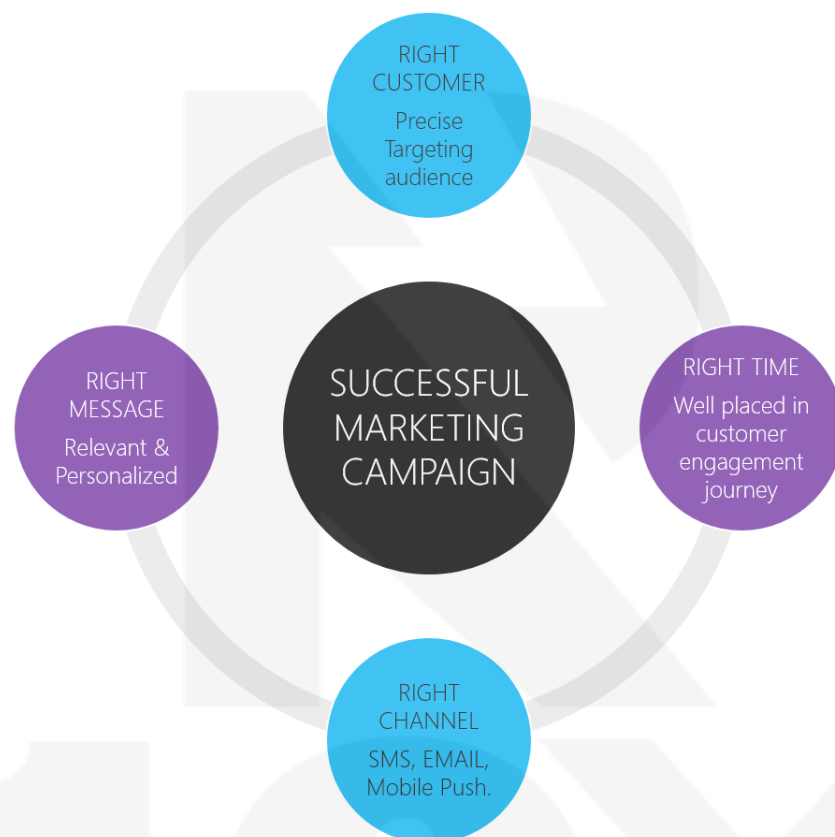 RIGHT
CUSTOMER
Precise
Targeting
audience
RIGHT
MESSAGE
Relevant &
Personalized
SUCCESSFUL
MARKETING
CAMPAIGN
RIGHT TIME
Well placed in
customer
engagement
journey
RIGHT
CHANNEL
SMS, EMAIL,
Mobile Push.